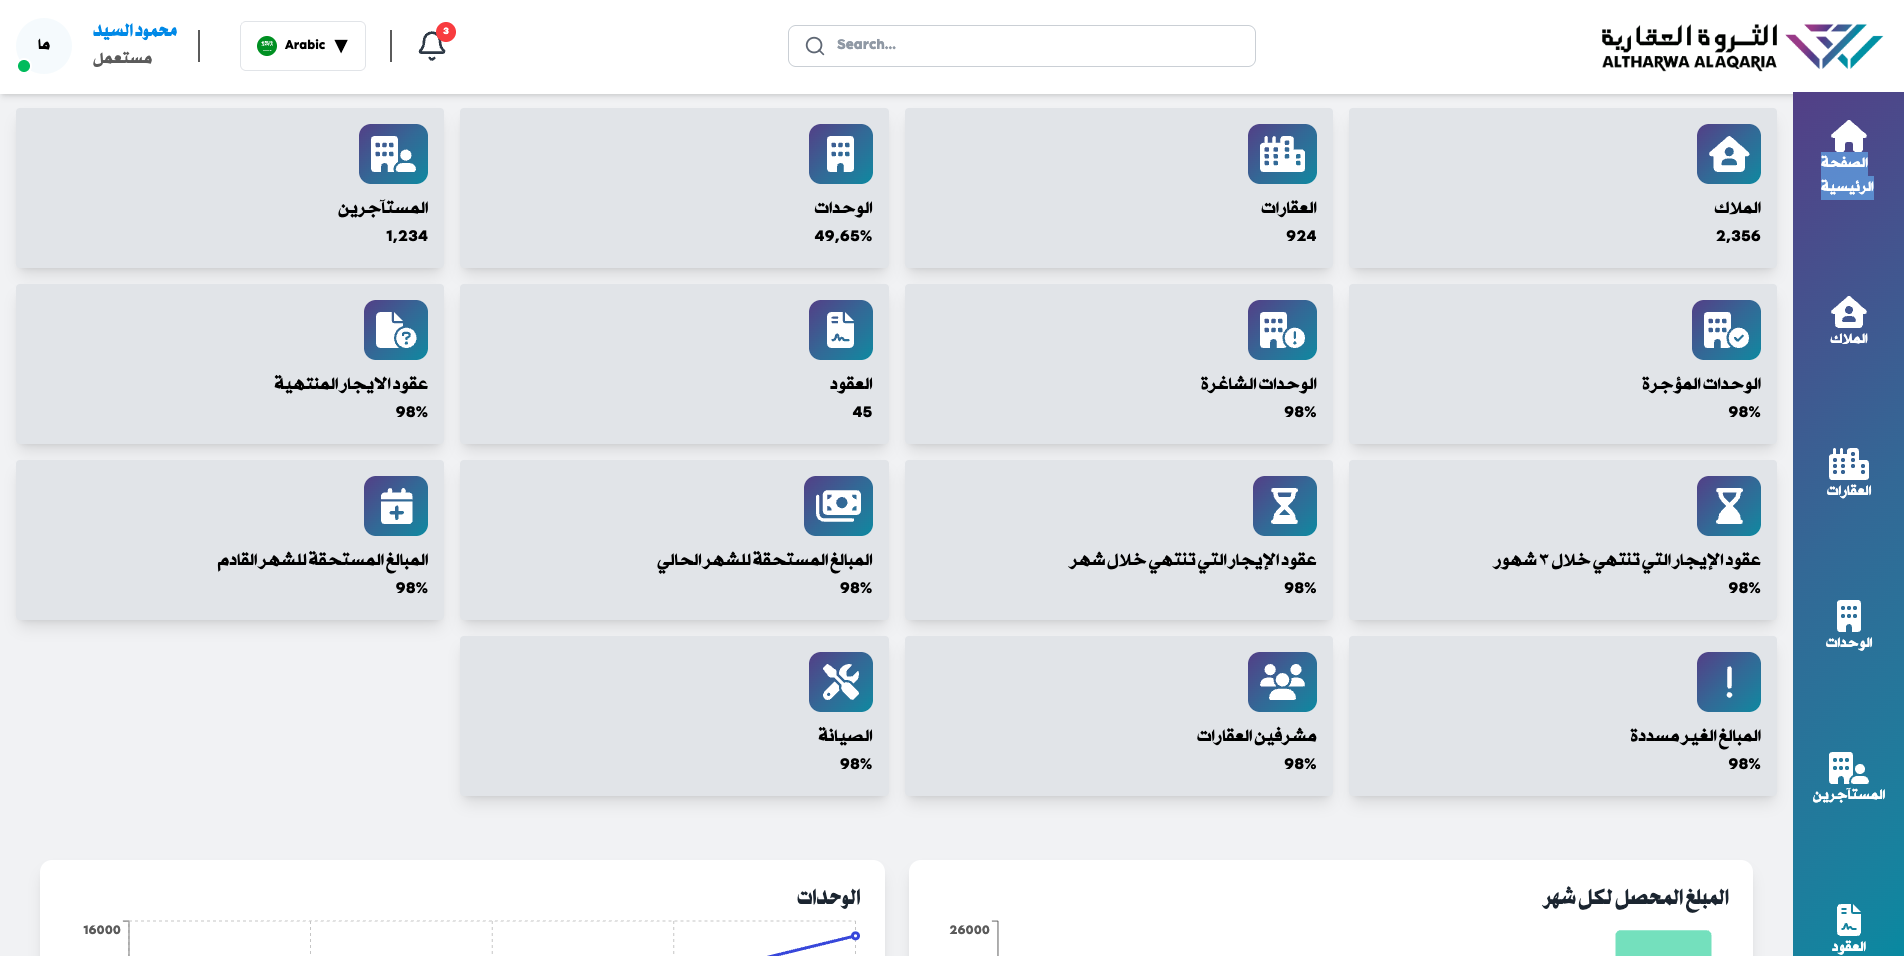 الثروة العقارية
ALTHARWA ALAQARIA
Search...
3
Arabic
محمود السيد
مستعمل
ما
الصفحة
الرئيسية
الملاك
العقارات
الوحدات
المستآجرين
العقود
الملاك
2,356
العقارات
924
الوحدات
49,65%
المستآجرين
1,234
الوحدات المؤجرة
98%
الوحدات الشاغرة
98%
العقود
45
عقود الايجار المنتهية
98%
عقود الإيجار التي تنتهي خلال ٣ شهور
98%
عقود الإيجار التي تنتهي خلال شهر
98%
المبالغ المستحقة للشهر الحالي
98%
المبالغ المستحقة للشهر القادم
98%
المبالغ الغير مسددة
98%
مشرفين العقارات
98%
الصيانة
98%
المبلغ المحصل لكل شهر
26000
الوحدات
16000